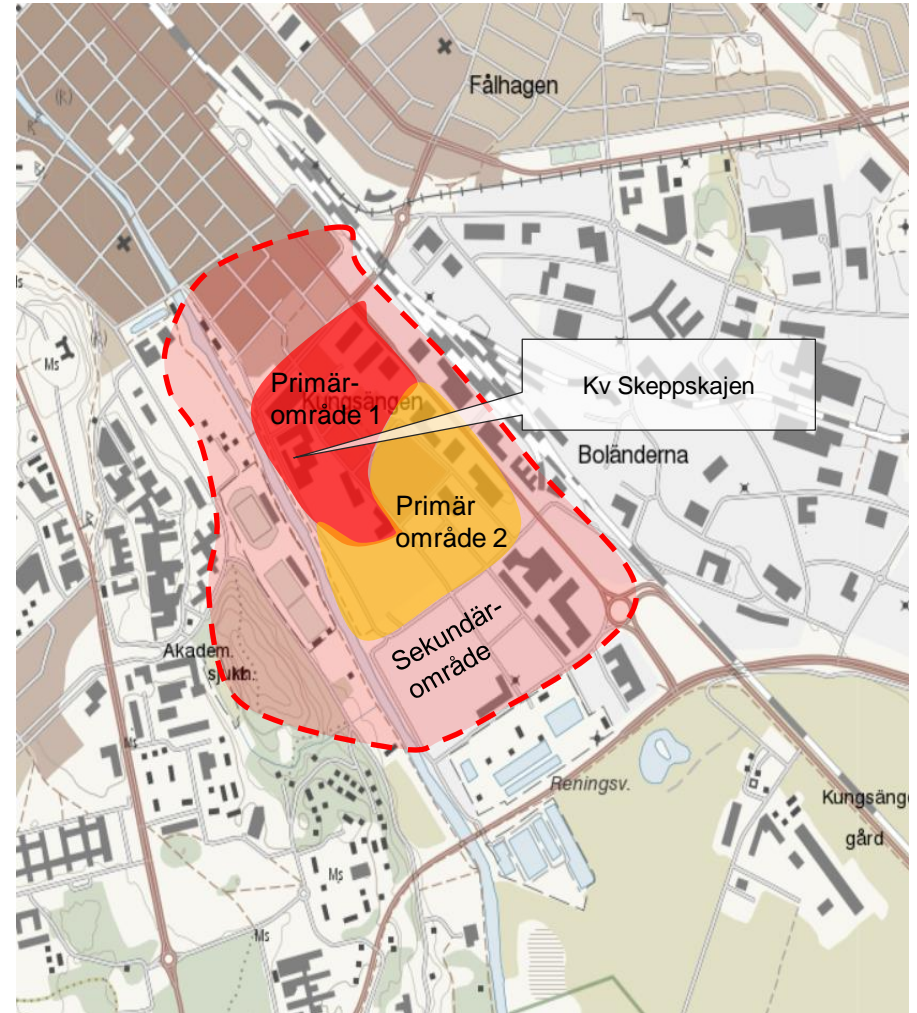 Fålhagen
(R)
R
Ms
(R)
Ms
Primär-
område 1
Kungsängen
Kv Skeppskajen
Boländerna
Primär
område 2
Sekundär-
område
Akadem.
sjukh.
Ms
Reningsv.
Kungsänge
gård
Ms
Ms